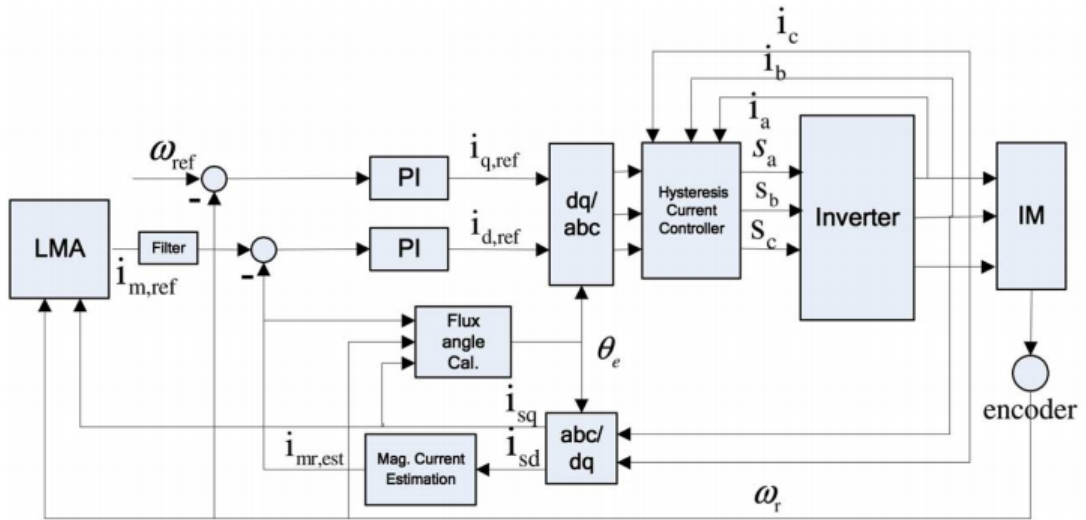 i_c
i_b
i_a
ω_ref
-
PI
i_q,ref
dq/
abc
Hysteresis
Current
Controller
s_a
s_b
S_c
Inverter
IM
LMA
i_m,ref
Filter
-
PI
i_d,ref
Flux
angle
Cal.
θ_e
encoder
i_sq
i_sd
abc/
dq
i_mr,est
Mag. Current
Estimation
ω_r